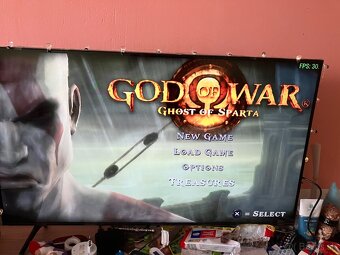 FPS: 30
GOD OF WAR®
GHOST OF SPARTA
NEW GAME
LOAD GAME
OPTIONS
TREASURES
X = SELECT